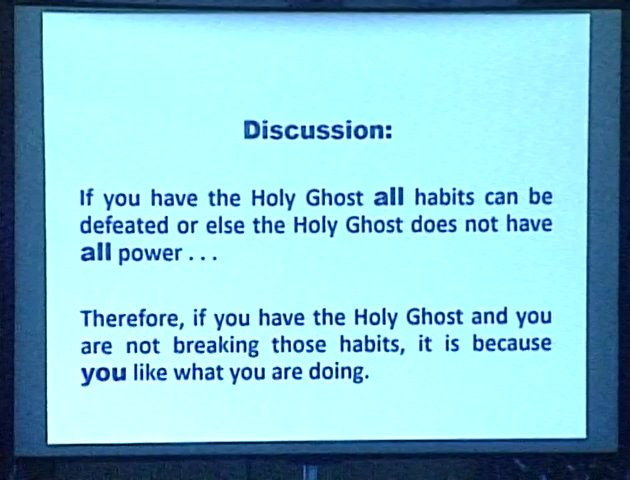 Discussion:
If you have the Holy Ghost all habits can be
defeated or else the Holy Ghost does not have
all power . . .
Therefore, if you have the Holy Ghost and you
are not breaking those habits, it is because
you like what you are doing.